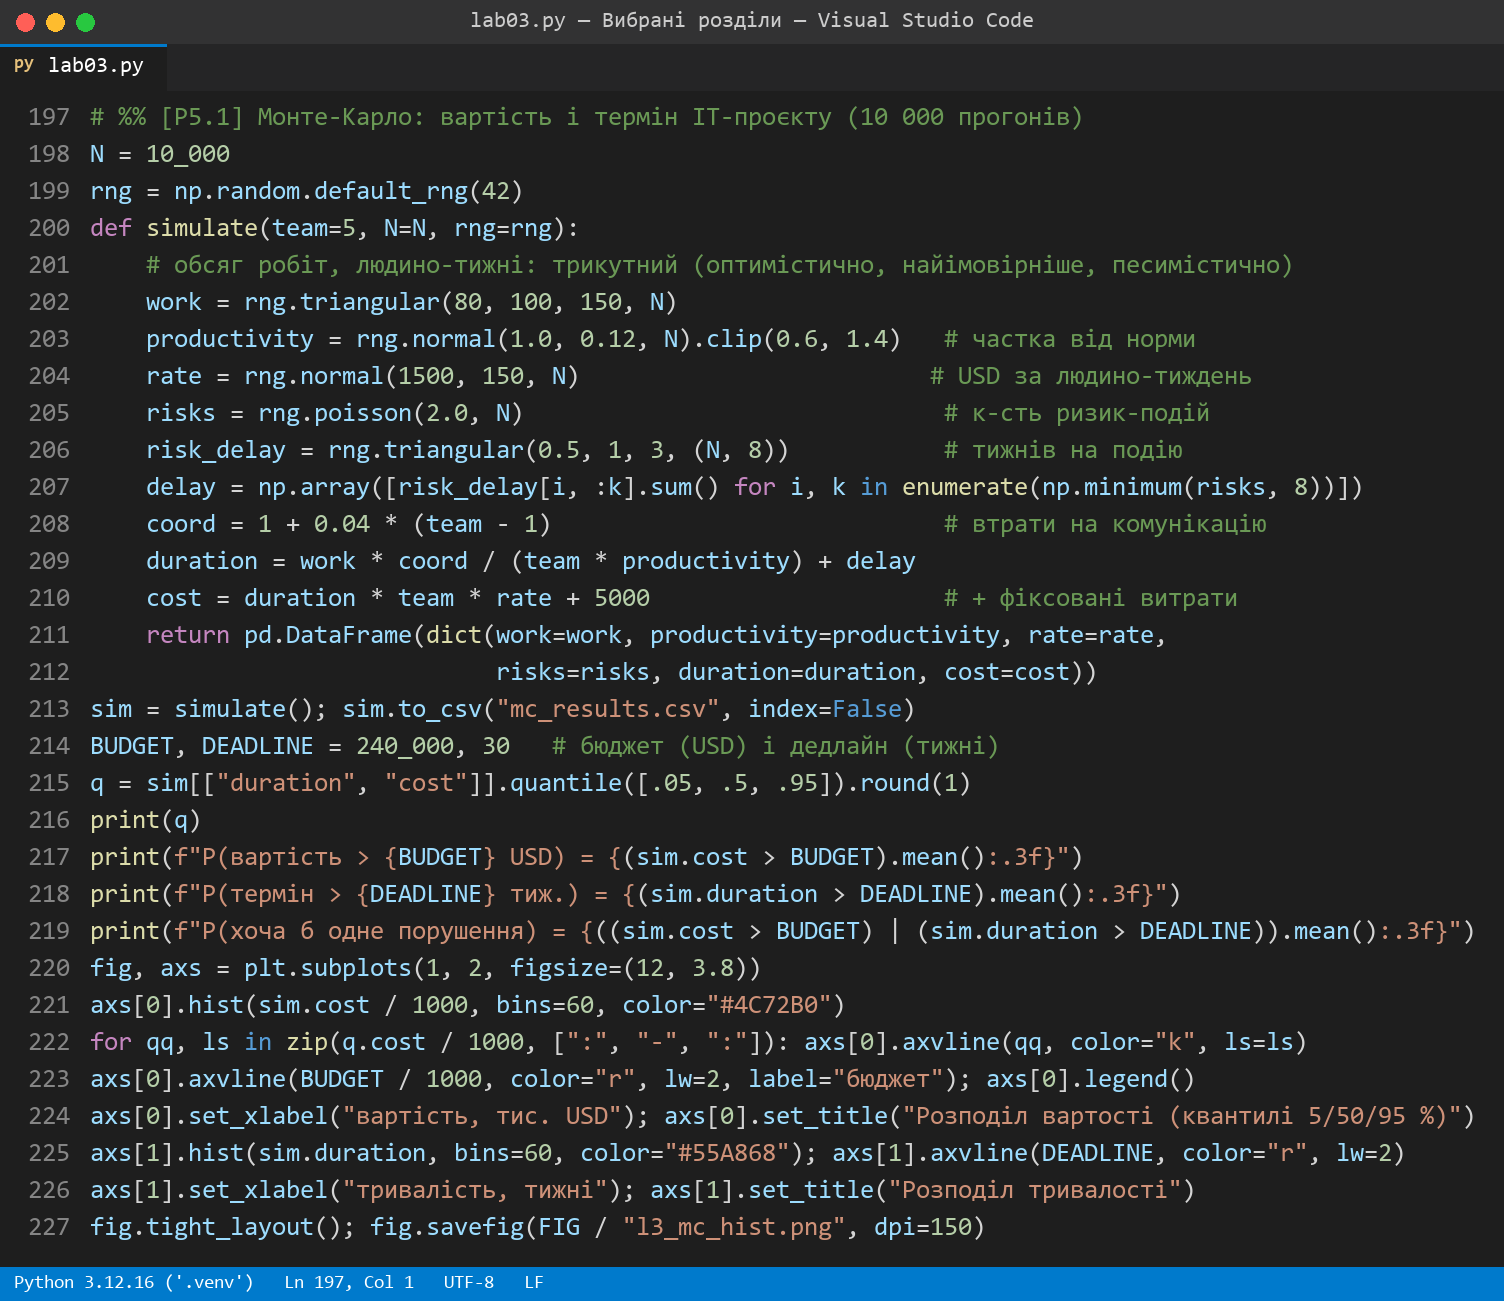 lab03.py — Вибрані розділи — Visual Studio Code
py lab03.py
197 # %% [P5.1] Монте-Карло: вартість і термін ІТ-проєкту (10 000 прогонів)
198 N = 10_000
199 rng = np.random.default_rng(42)
200 def simulate(team=5, N=N, rng=rng):
201     # обсяг робіт, людино-тижні: трикутний (оптимістично, найімовірніше, песимістично)
202     work = rng.triangular(80, 100, 150, N)
203     productivity = rng.normal(1.0, 0.12, N).clip(0.6, 1.4)   # частка від норми
204     rate = rng.normal(1500, 150, N)                         # USD за людино-тиждень
205     risks = rng.poisson(2.0, N)                              # к-сть ризик-подій
206     risk_delay = rng.triangular(0.5, 1, 3, (N, 8))           # тижнів на подію
207     delay = np.array([risk_delay[i, :k].sum() for i, k in enumerate(np.minimum(risks, 8))])
208     coord = 1 + 0.04 * (team - 1)                            # втрати на комунікацію
209     duration = work * coord / (team * productivity) + delay
210     cost = duration * team * rate + 5000                     # + фіксовані витрати
211     return pd.DataFrame(dict(work=work, productivity=productivity, rate=rate,
212                              risks=risks, duration=duration, cost=cost))
213 sim = simulate(); sim.to_csv("mc_results.csv", index=False)
214 BUDGET, DEADLINE = 240_000, 30   # бюджет (USD) і дедлайн (тижні)
215 q = sim[["duration", "cost"]].quantile([.05, .5, .95]).round(1)
216 print(q)
217 print(f"P(вартість > {BUDGET} USD) = {(sim.cost > BUDGET).mean():.3f}")
218 print(f"P(термін > {DEADLINE} тиж.) = {(sim.duration > DEADLINE).mean():.3f}")
219 print(f"P(хоча б одне порушення) = {((sim.cost > BUDGET) | (sim.duration > DEADLINE)).mean():.3f}")
220 fig, axs = plt.subplots(1, 2, figsize=(12, 3.8))
221 axs[0].hist(sim.cost / 1000, bins=60, color="#4C72B0")
222 for qq, ls in zip(q.cost / 1000, [":", "-", ":"]): axs[0].axvline(qq, color="k", ls=ls)
223 axs[0].axvline(BUDGET / 1000, color="r", lw=2, label="бюджет"); axs[0].legend()
224 axs[0].set_xlabel("вартість, тис. USD"); axs[0].set_title("Розподіл вартості (квантилі 5/50/95 %)")
225 axs[1].hist(sim.duration, bins=60, color="#55A868"); axs[1].axvline(DEADLINE, color="r", lw=2)
226 axs[1].set_xlabel("тривалість, тижні"); axs[1].set_title("Розподіл тривалості")
227 fig.tight_layout(); fig.savefig(FIG / "l3_mc_hist.png", dpi=150)
Python 3.12.16 ('.venv')   Ln 197, Col 1   UTF-8   LF